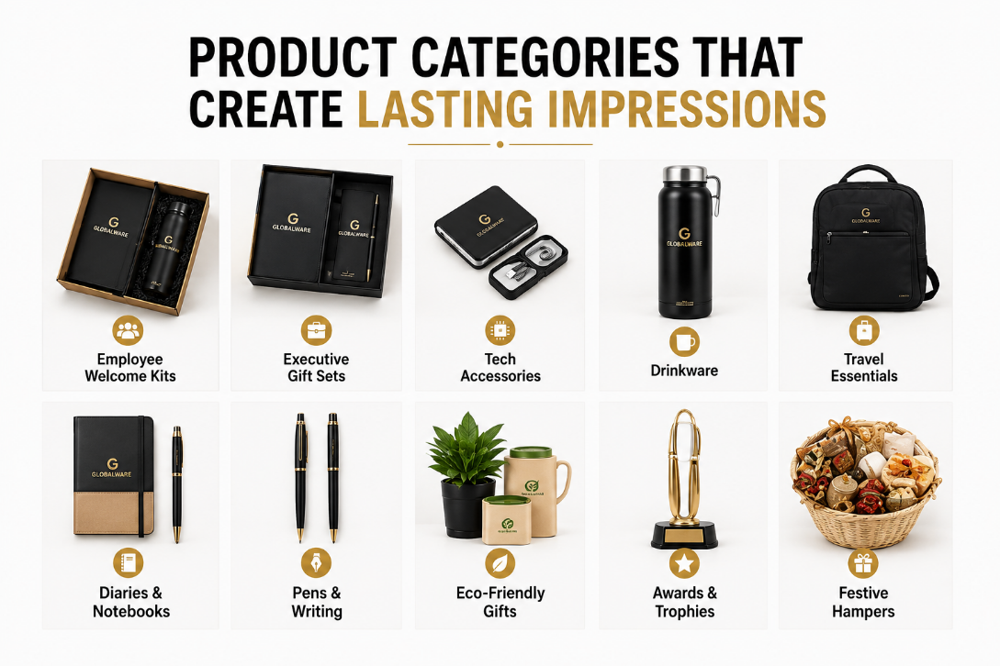 PRODUCT CATEGORIES THAT
CREATE LASTING IMPRESSIONS
G
GLOBALWARE
G
GLOBALWARE
G
GLOBALWARE
G
GLOBALWARE
G
GLOBALWARE
G
GLOBALWARE
G
GLOBALWARE
Employee
Welcome Kits
Executive
Gift Sets
Tech
Accessories
Drinkware
Travel
Essentials
G
GLOBALWARE
Diaries &
Notebooks
Pens &
Writing
Eco-Friendly
Gifts
Awards &
Trophies
Festive
Hampers